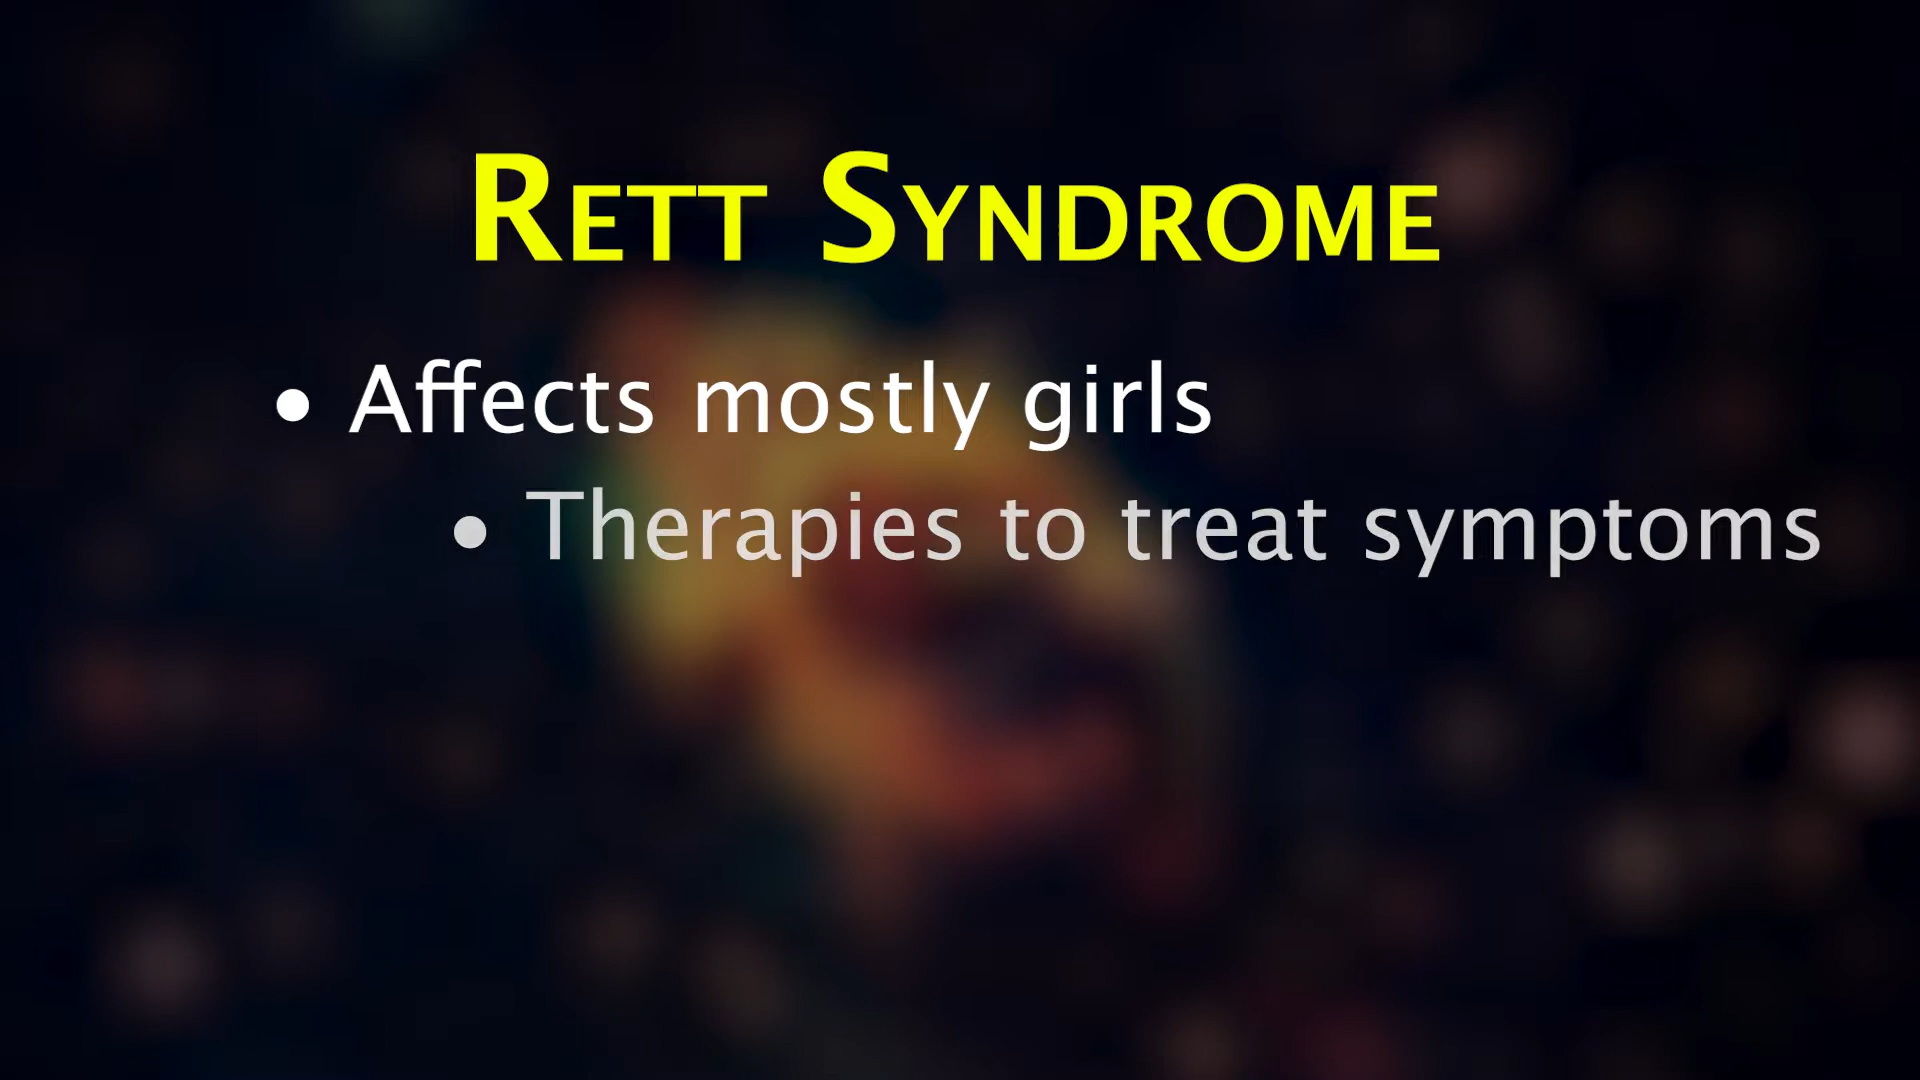 Rett Syndrome
• Affects mostly girls
• Therapies to treat symptoms